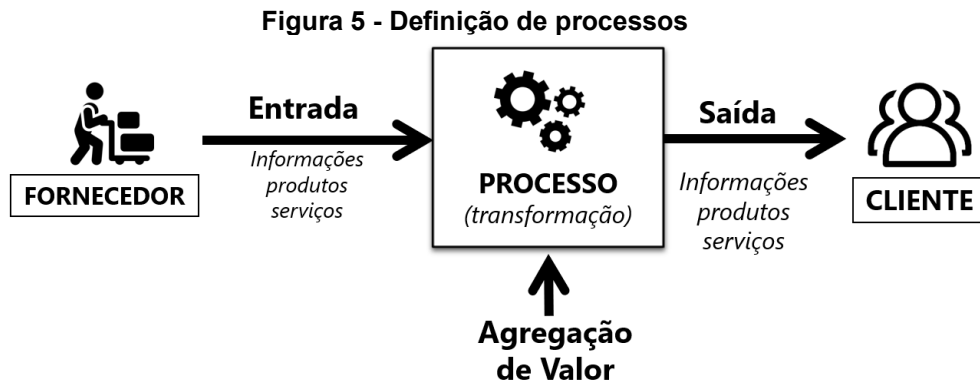 Figura 5 - Definição de processos
FORNECEDOR
Entrada
Informações
produtos
serviços
PROCESSO
(transformação)
Agregação
de Valor
Saída
Informações
produtos
serviços
CLIENTE